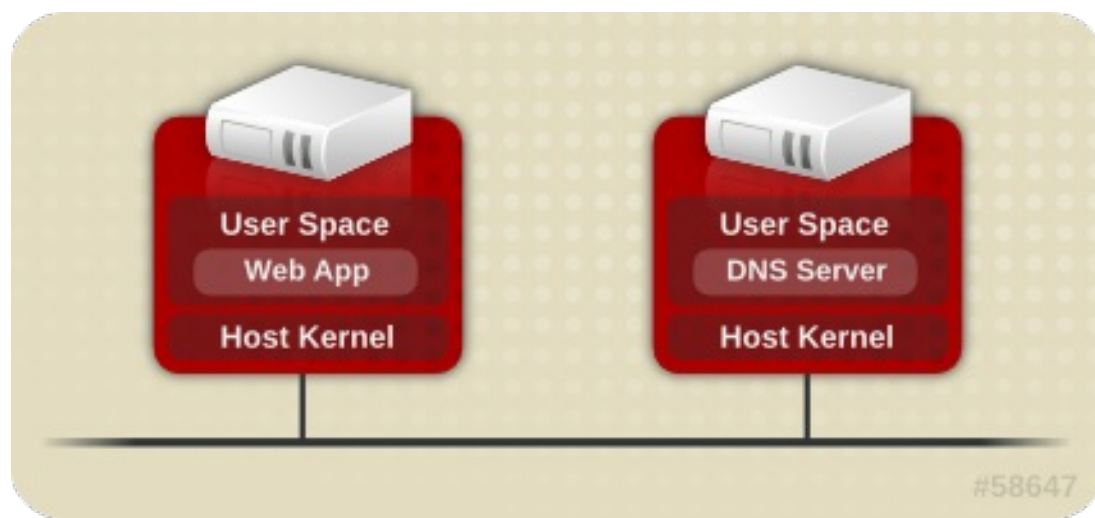 User Space
Web App
Host Kernel
User Space
DNS Server
Host Kernel
#58647